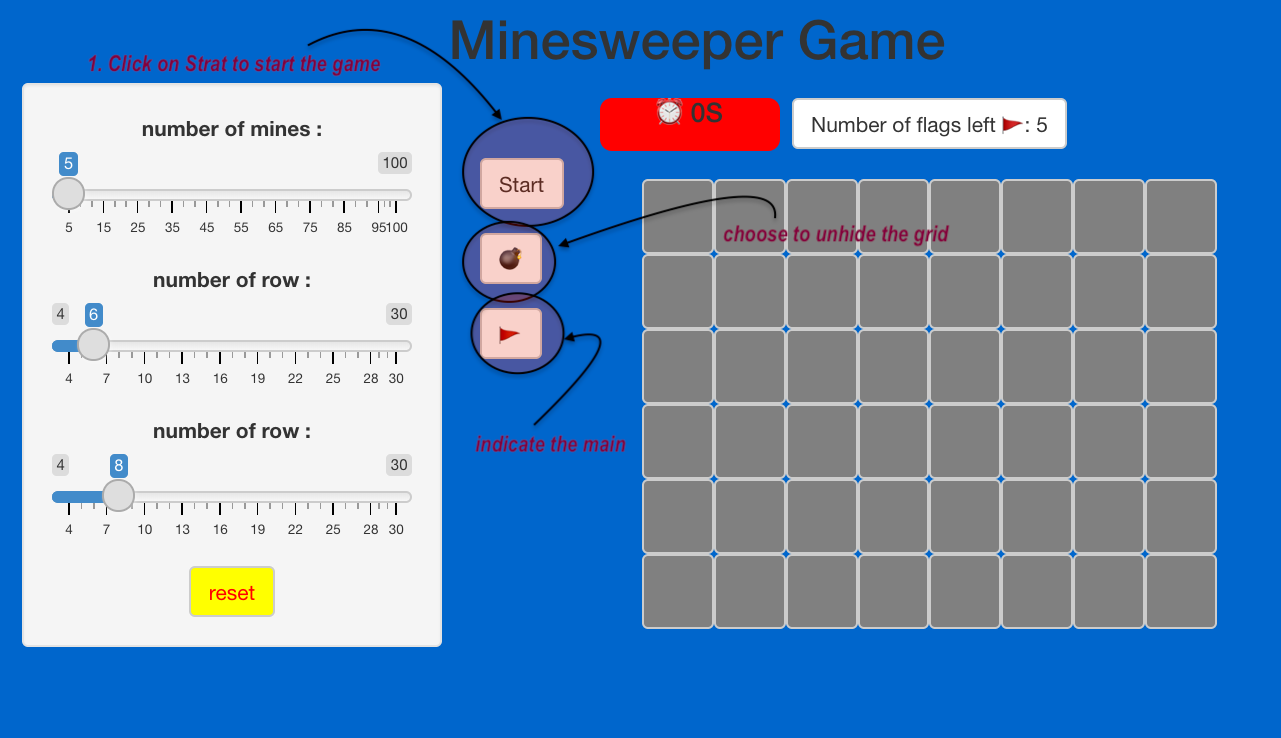 Minesweeper Game
1. Click on Strat to start the game
⏰ 0S
Number of flags left 🚩: 5
number of mines :
5 100
5 15 25 35 45 55 65 75 85 95 100
number of row :
4 6 30
4 7 10 13 16 19 22 25 28 30
number of row :
4 8 30
4 7 10 13 16 19 22 25 28 30
reset
Start
choose to unhide the grid
indicate the main